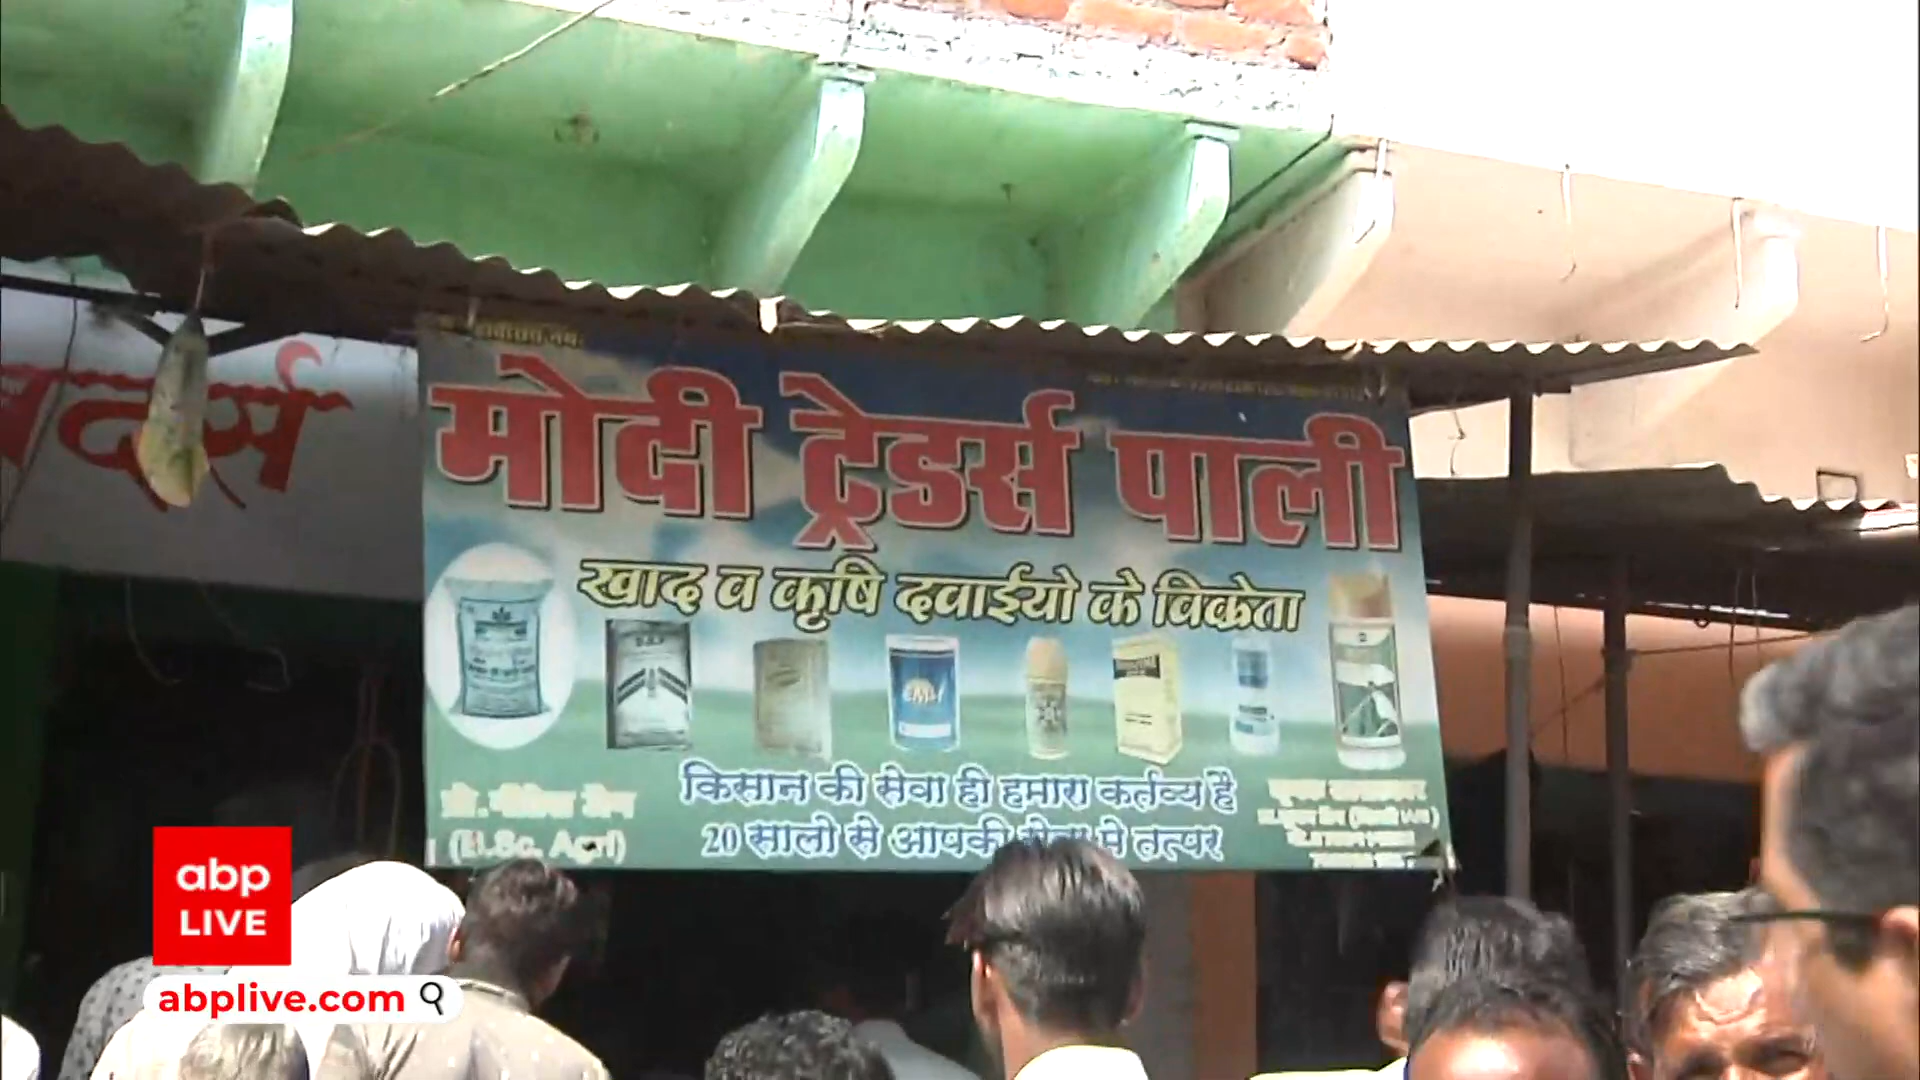 मोदी ट्रेडर्स पाली
खाद व कृषि दवाईयो के विक्रेता
किसान की सेवा ही हमारा कर्तव्य है
20 सालो से आपकी सेवा मे तत्पर
(B.Sc. Agri)
abp
LIVE
abplive.com